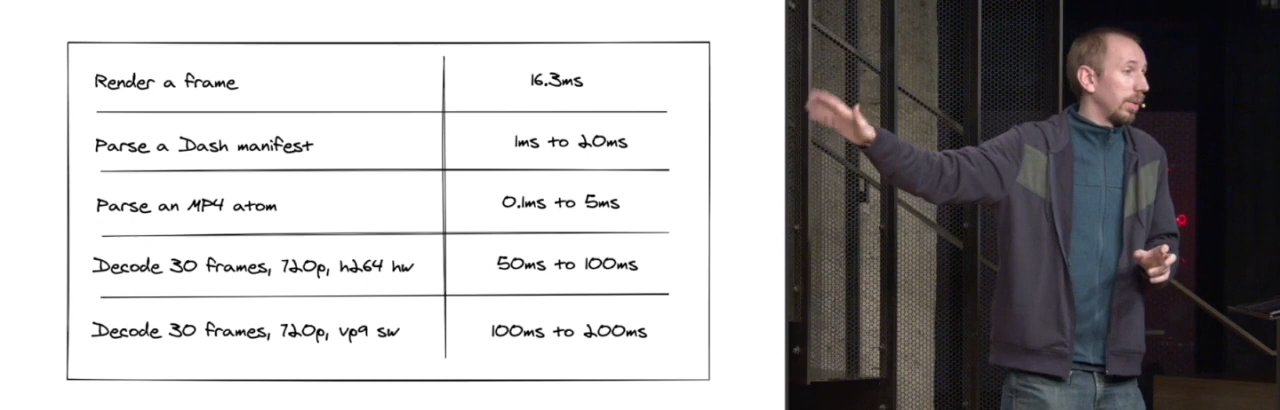 Render a frame
16.3ms
Parse a Dash manifest
1ms to 20ms
Parse an MP4 atom
0.1ms to 5ms
Decode 30 frames, 720p, h264 hw
50ms to 100ms
Decode 30 frames, 720p, vp9 sw
100ms to 200ms